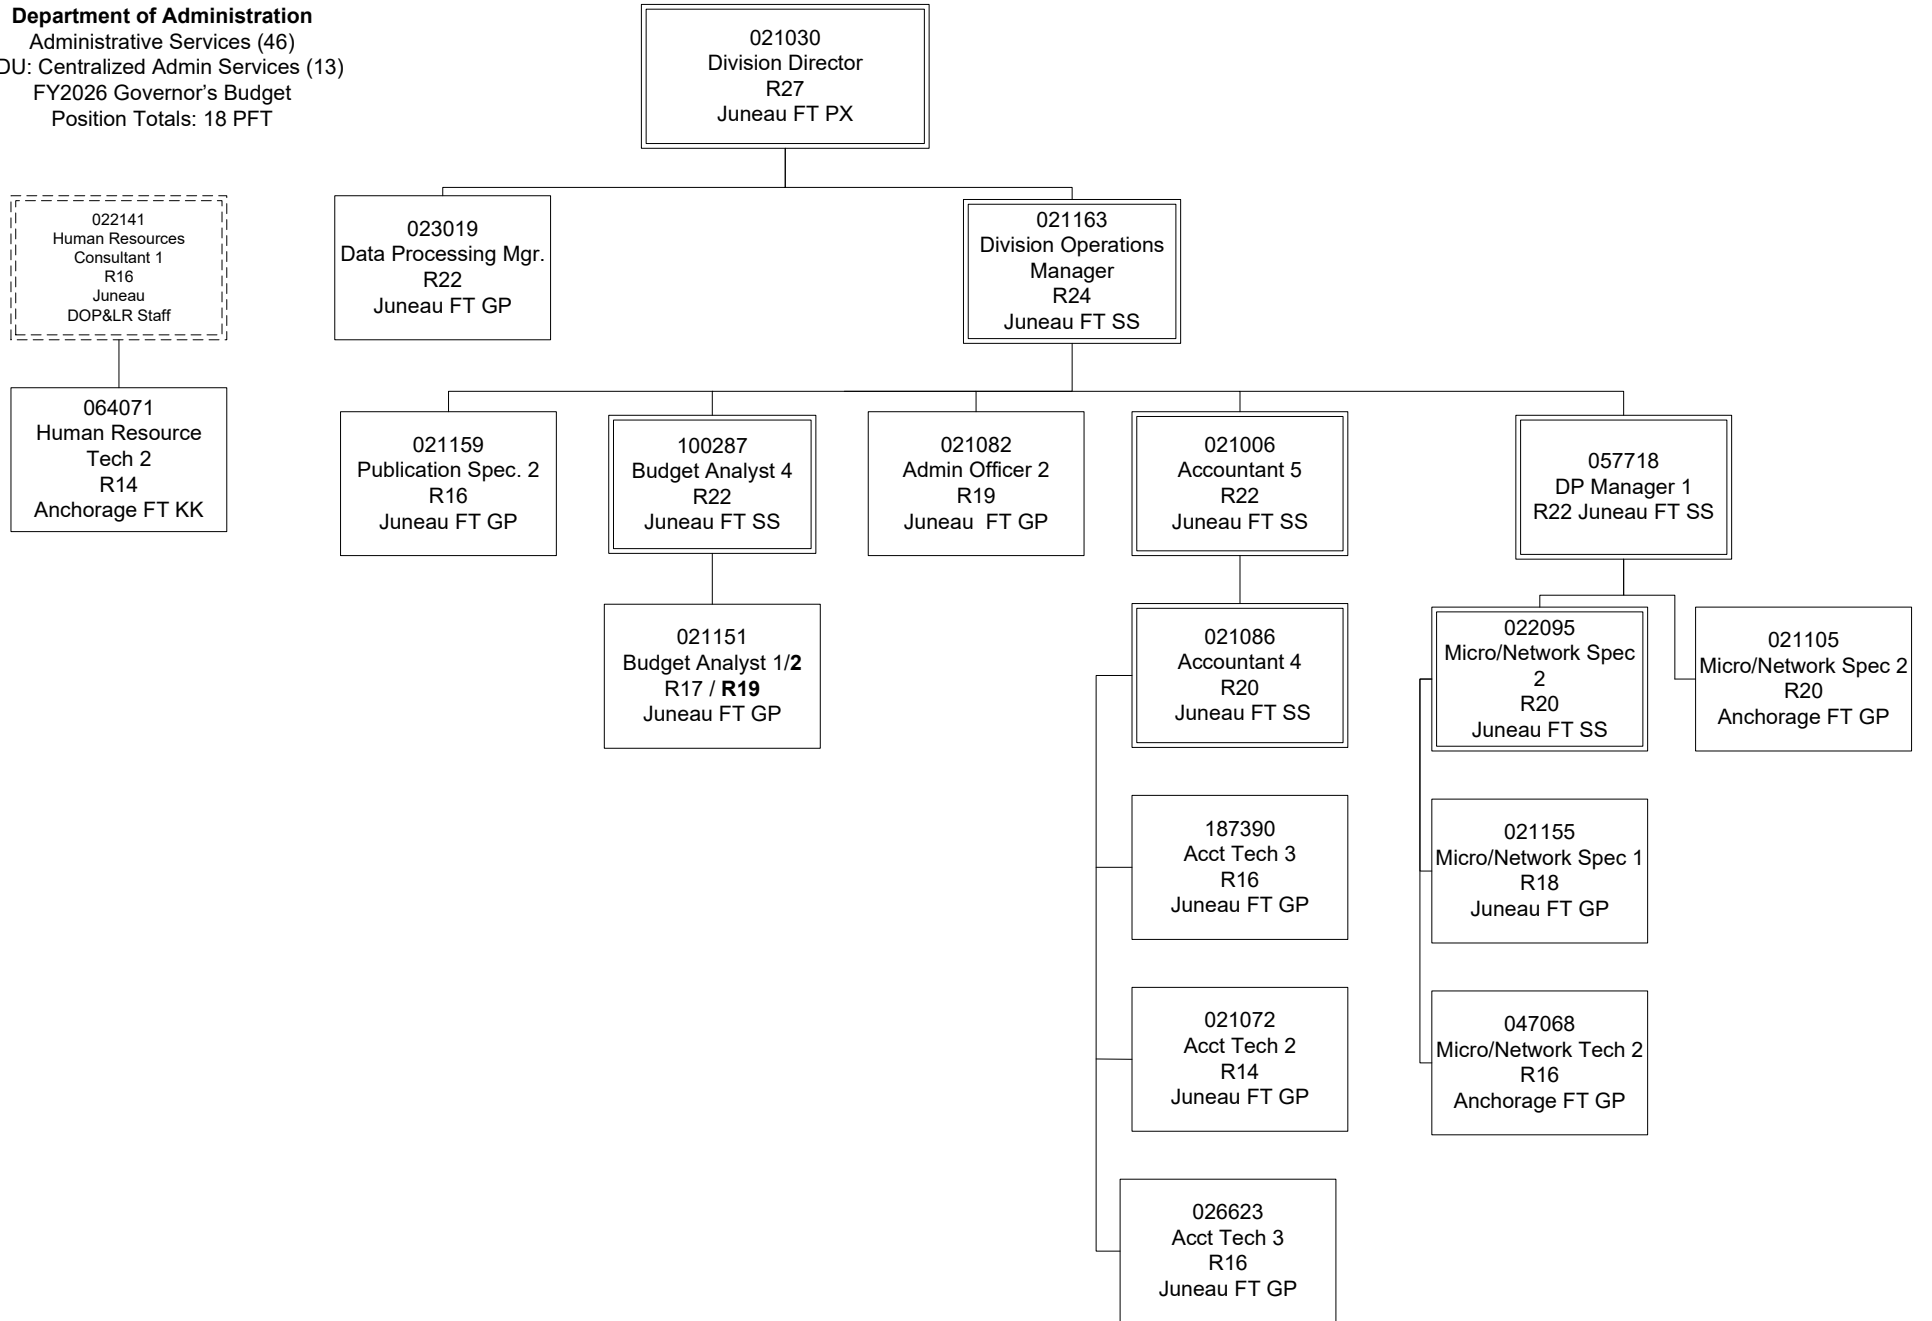 Department of Administration
Administrative Services (46)
DU: Centralized Admin Services (13)
FY2026 Governor's Budget
Position Totals: 18 PFT
021030
Division Director
R27
Juneau FT PX
022141
Human Resources
Consultant 1
R16
Juneau
DOP&LR Staff
023019
Data Processing Mgr.
R22
Juneau FT GP
021163
Division Operations
Manager
R24
Juneau FT SS
064071
Human Resource
Tech 2
R14
Anchorage FT KK
021159
Publication Spec. 2
R16
Juneau FT GP
100287
Budget Analyst 4
R22
Juneau FT SS
021082
Admin Officer 2
R19
Juneau  FT GP
021006
Accountant 5
R22
Juneau FT SS
057718
DP Manager 1
R22 Juneau FT SS
021151
Budget Analyst 1/2
R17 / R19
Juneau FT GP
021086
Accountant 4
R20
Juneau FT SS
022095
Micro/Network Spec
2
R20
Juneau FT SS
021105
Micro/Network Spec 2
R20
Anchorage FT GP
187390
Acct Tech 3
R16
Juneau FT GP
021155
Micro/Network Spec 1
R18
Juneau FT GP
021072
Acct Tech 2
R14
Juneau FT GP
047068
Micro/Network Tech 2
R16
Anchorage FT GP
026623
Acct Tech 3
R16
Juneau FT GP